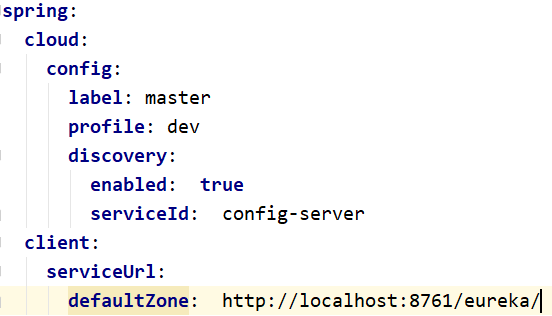 spring:
  cloud:
    config:
      label: master
      profile: dev
      discovery:
        enabled:  true
        serviceId:  config-server
  client:
    serviceUrl:
      defaultZone:  http://localhost:8761/eureka/